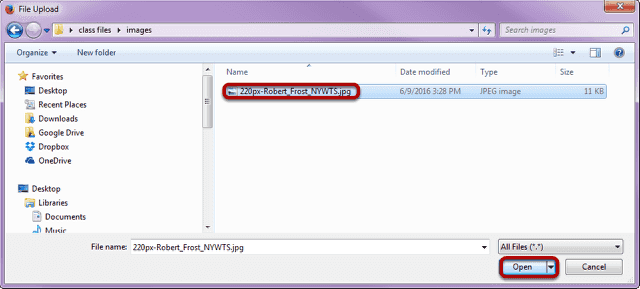 File Upload
class files
images
Search images
Organize
New folder
Favorites
Desktop
Recent Places
Downloads
Google Drive
Dropbox
OneDrive
Desktop
Libraries
Documents
Music
Name
Date modified
Type
Size
220px-Robert_Frost_NYWTS.jpg
6/9/2016 3:28 PM
JPEG image
11 KB
File name:
220px-Robert_Frost_NYWTS.jpg
All Files (*.*)
Open
Cancel